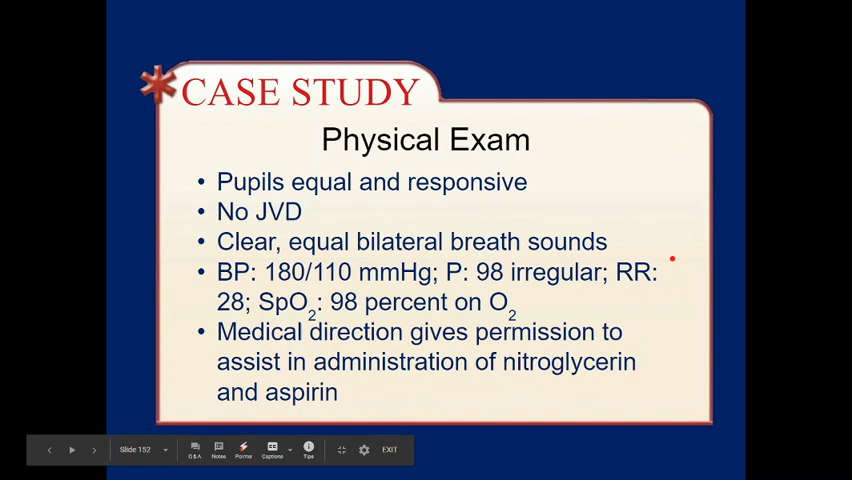 CASE STUDY
Physical Exam
• Pupils equal and responsive
• No JVD
• Clear, equal bilateral breath sounds
• BP: 180/110 mmHg; P: 98 irregular; RR:
28; SpO₂: 98 percent on O₂
• Medical direction gives permission to
assist in administration of nitroglycerin
and aspirin
Slide 152 Q&A Notes Pointer Captions Tips EXIT